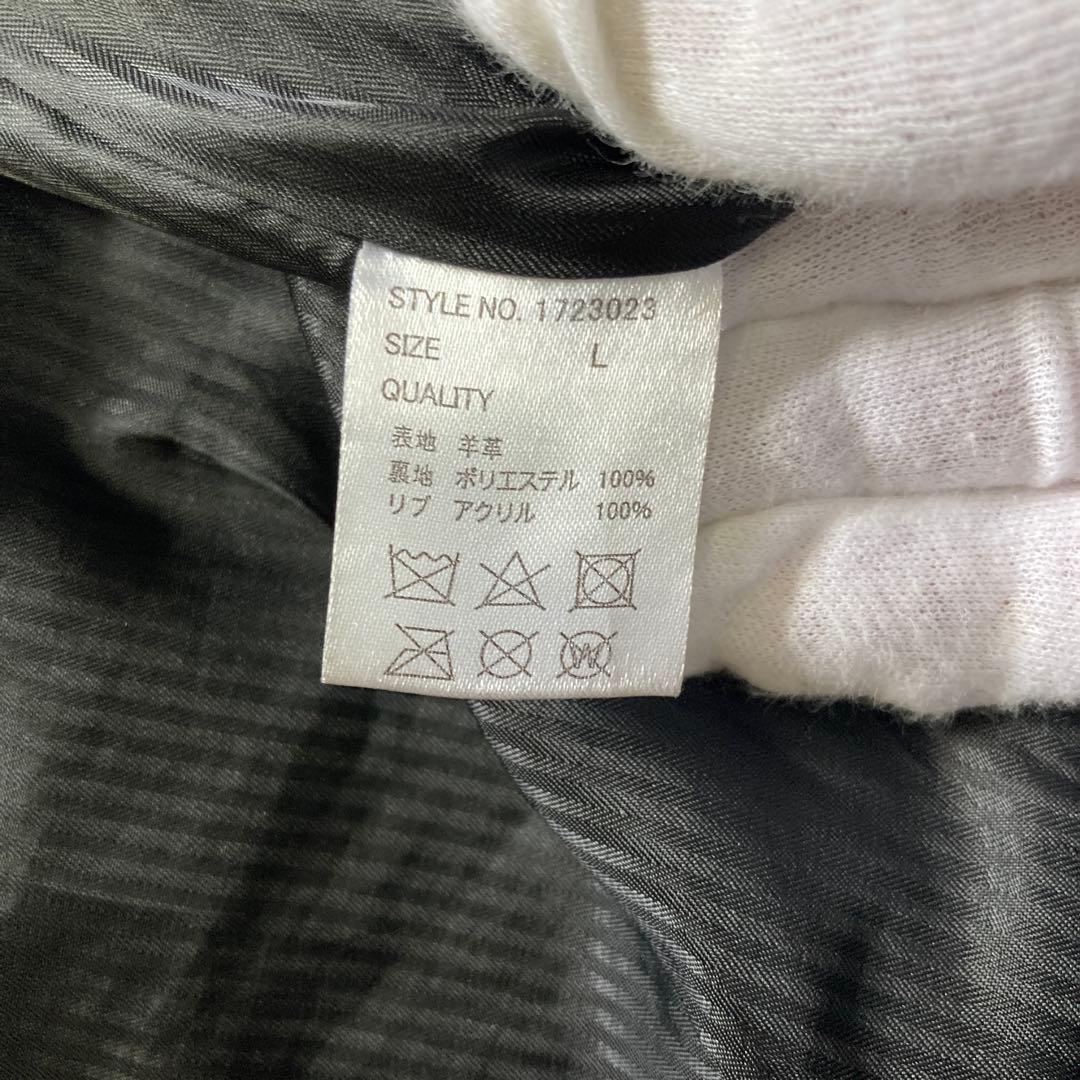 STYLE NO. 1723023
SIZE L
QUALITY
表地 羊革
裏地 ポリエステル 100%
リブ アクリル 100%
W